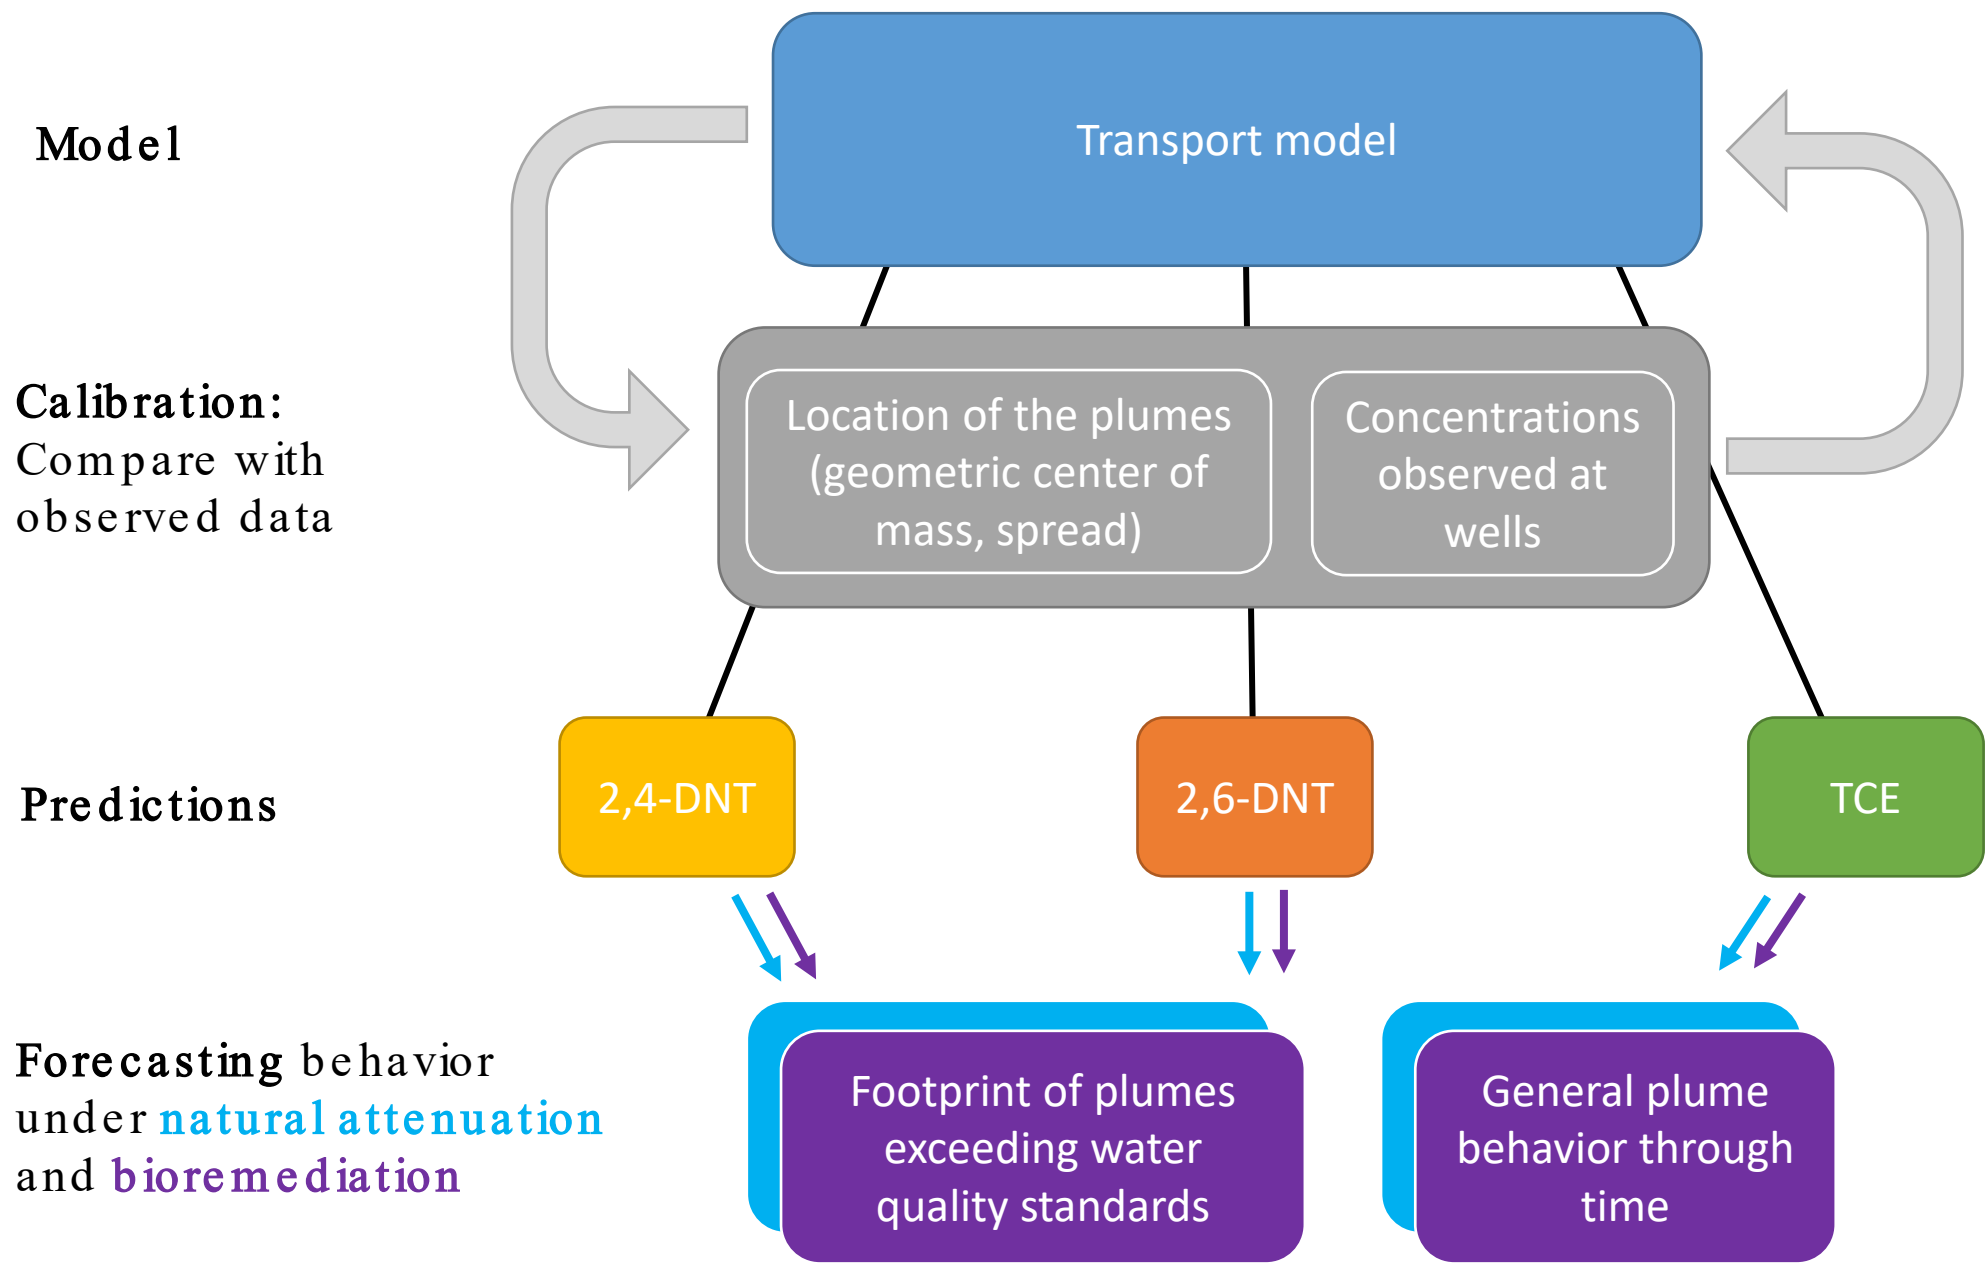 Model
Transport model
Calibration:
Compare with
observed data
Location of the plumes
(geometric center of
mass, spread)
Concentrations
observed at
wells
Predictions
2,4-DNT
2,6-DNT
TCE
Forecasting behavior
under natural attenuation
and bioremediation
Footprint of plumes
exceeding water
quality standards
General plume
behavior through
time